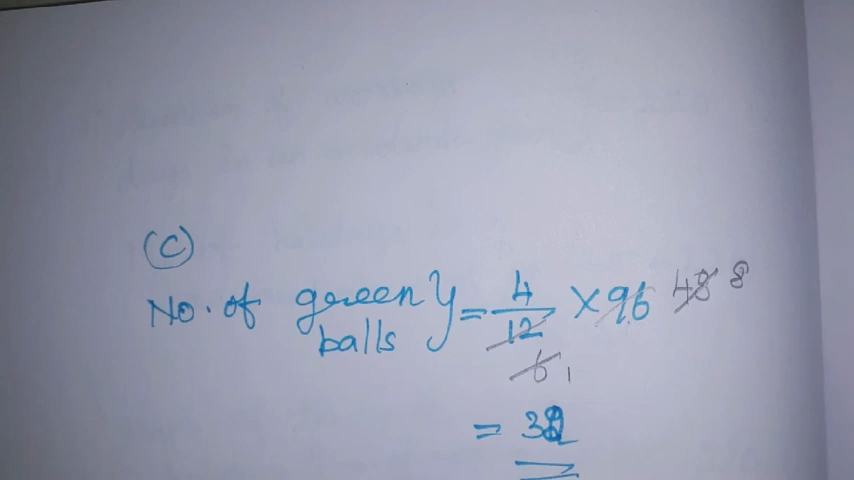 (C)
No. of green balls } = 4/12 × 96 48 8
6 1
= 32